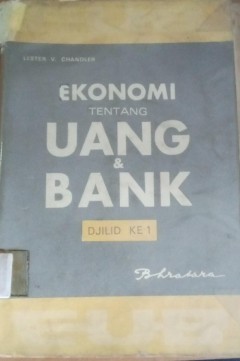 LESTER V. CHANDLER
EKONOMI
TENTANG
UANG
&
BANK
DJILID KE 1
Bhratara